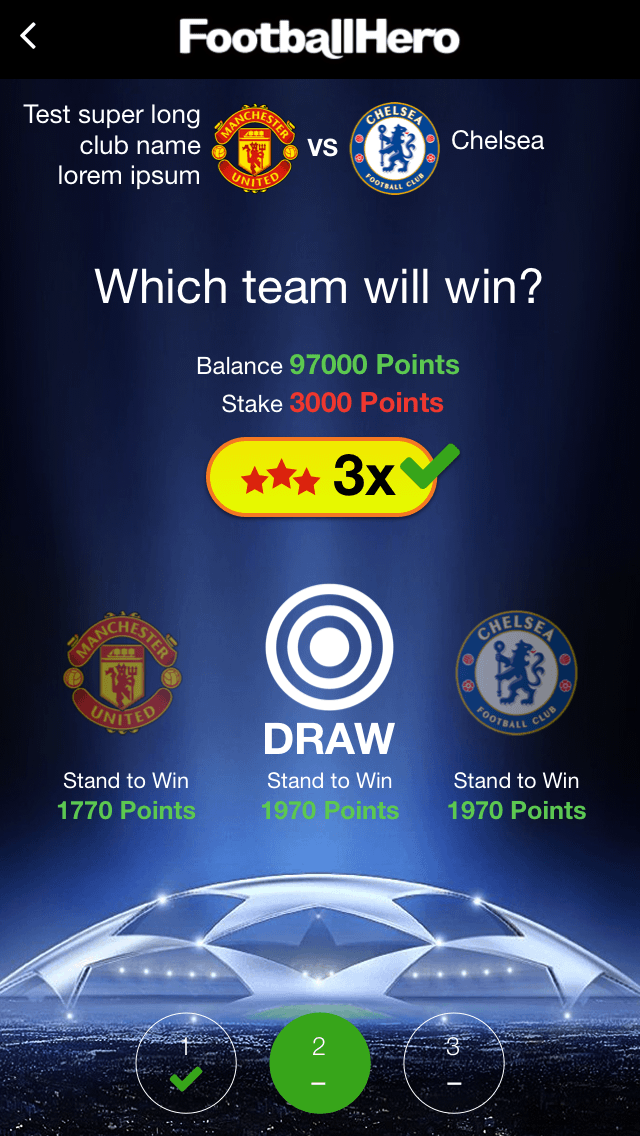 FootballHero
Test super long
club name
lorem ipsum
MANCHESTER
UNITED
vs
CHELSEA
FOOTBALL CLUB
Chelsea
Which team will win?
Balance 97000 Points
Stake 3000 Points
3x
MANCHESTER
UNITED
DRAW
CHELSEA
FOOTBALL CLUB
Stand to Win
1770 Points
Stand to Win
1970 Points
Stand to Win
1970 Points
1
2
–
3
–